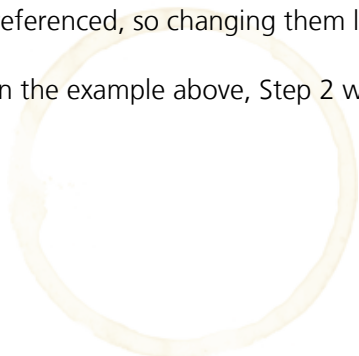 eferenced, so changing them l
n the example above, Step 2 w